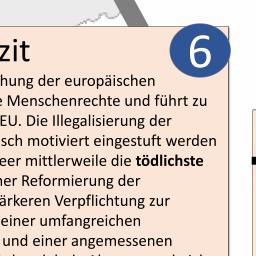 zit
6
hung der europäischen
Menschenrechte und führt zu
EU. Die Illegalisierung der
sch motiviert eingestuft werden
eer mittlerweile die tödlichste
ner Reformierung der
ärkeren Verpflichtung zur
einer umfangreichen
und einer angemessenen